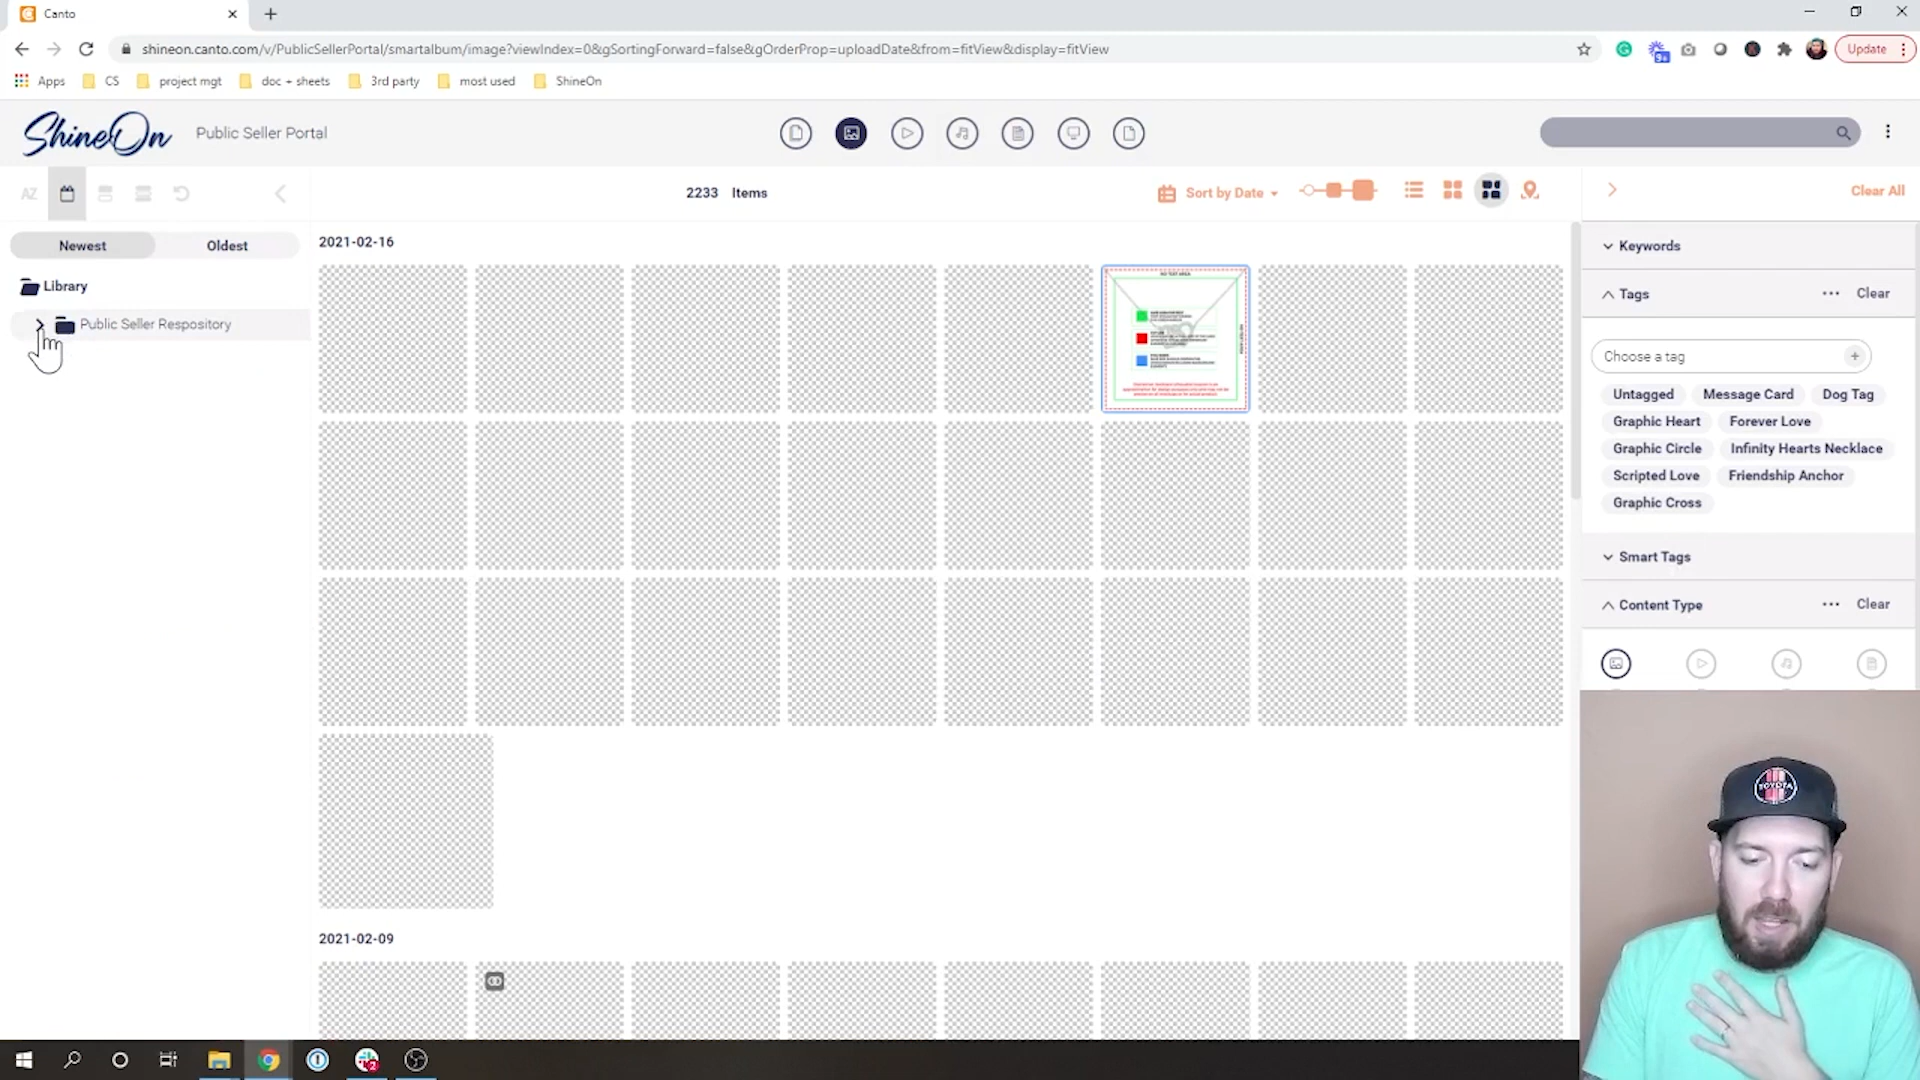 Canto
shineon.canto.com/v/PublicSellerPortal/smartalbum/image?viewIndex=0&gSortingForward=false&gOrderProp=uploadDate&from=fitView&display=fitView
9+
Update
Apps
CS
project mgt
doc + sheets
3rd party
most used
ShineOn
ShineOn
Public Seller Portal
AZ
2233 Items
Sort by Date
Clear All
Newest
Oldest
2021-02-16
Keywords
Library
Tags
Clear
Public Seller Respository
Choose a tag
Untagged
Message Card
Dog Tag
Graphic Heart
Forever Love
Graphic Circle
Infinity Hearts Necklace
Scripted Love
Friendship Anchor
Graphic Cross
Smart Tags
Content Type
Clear
TOYOTA
2021-02-09
2